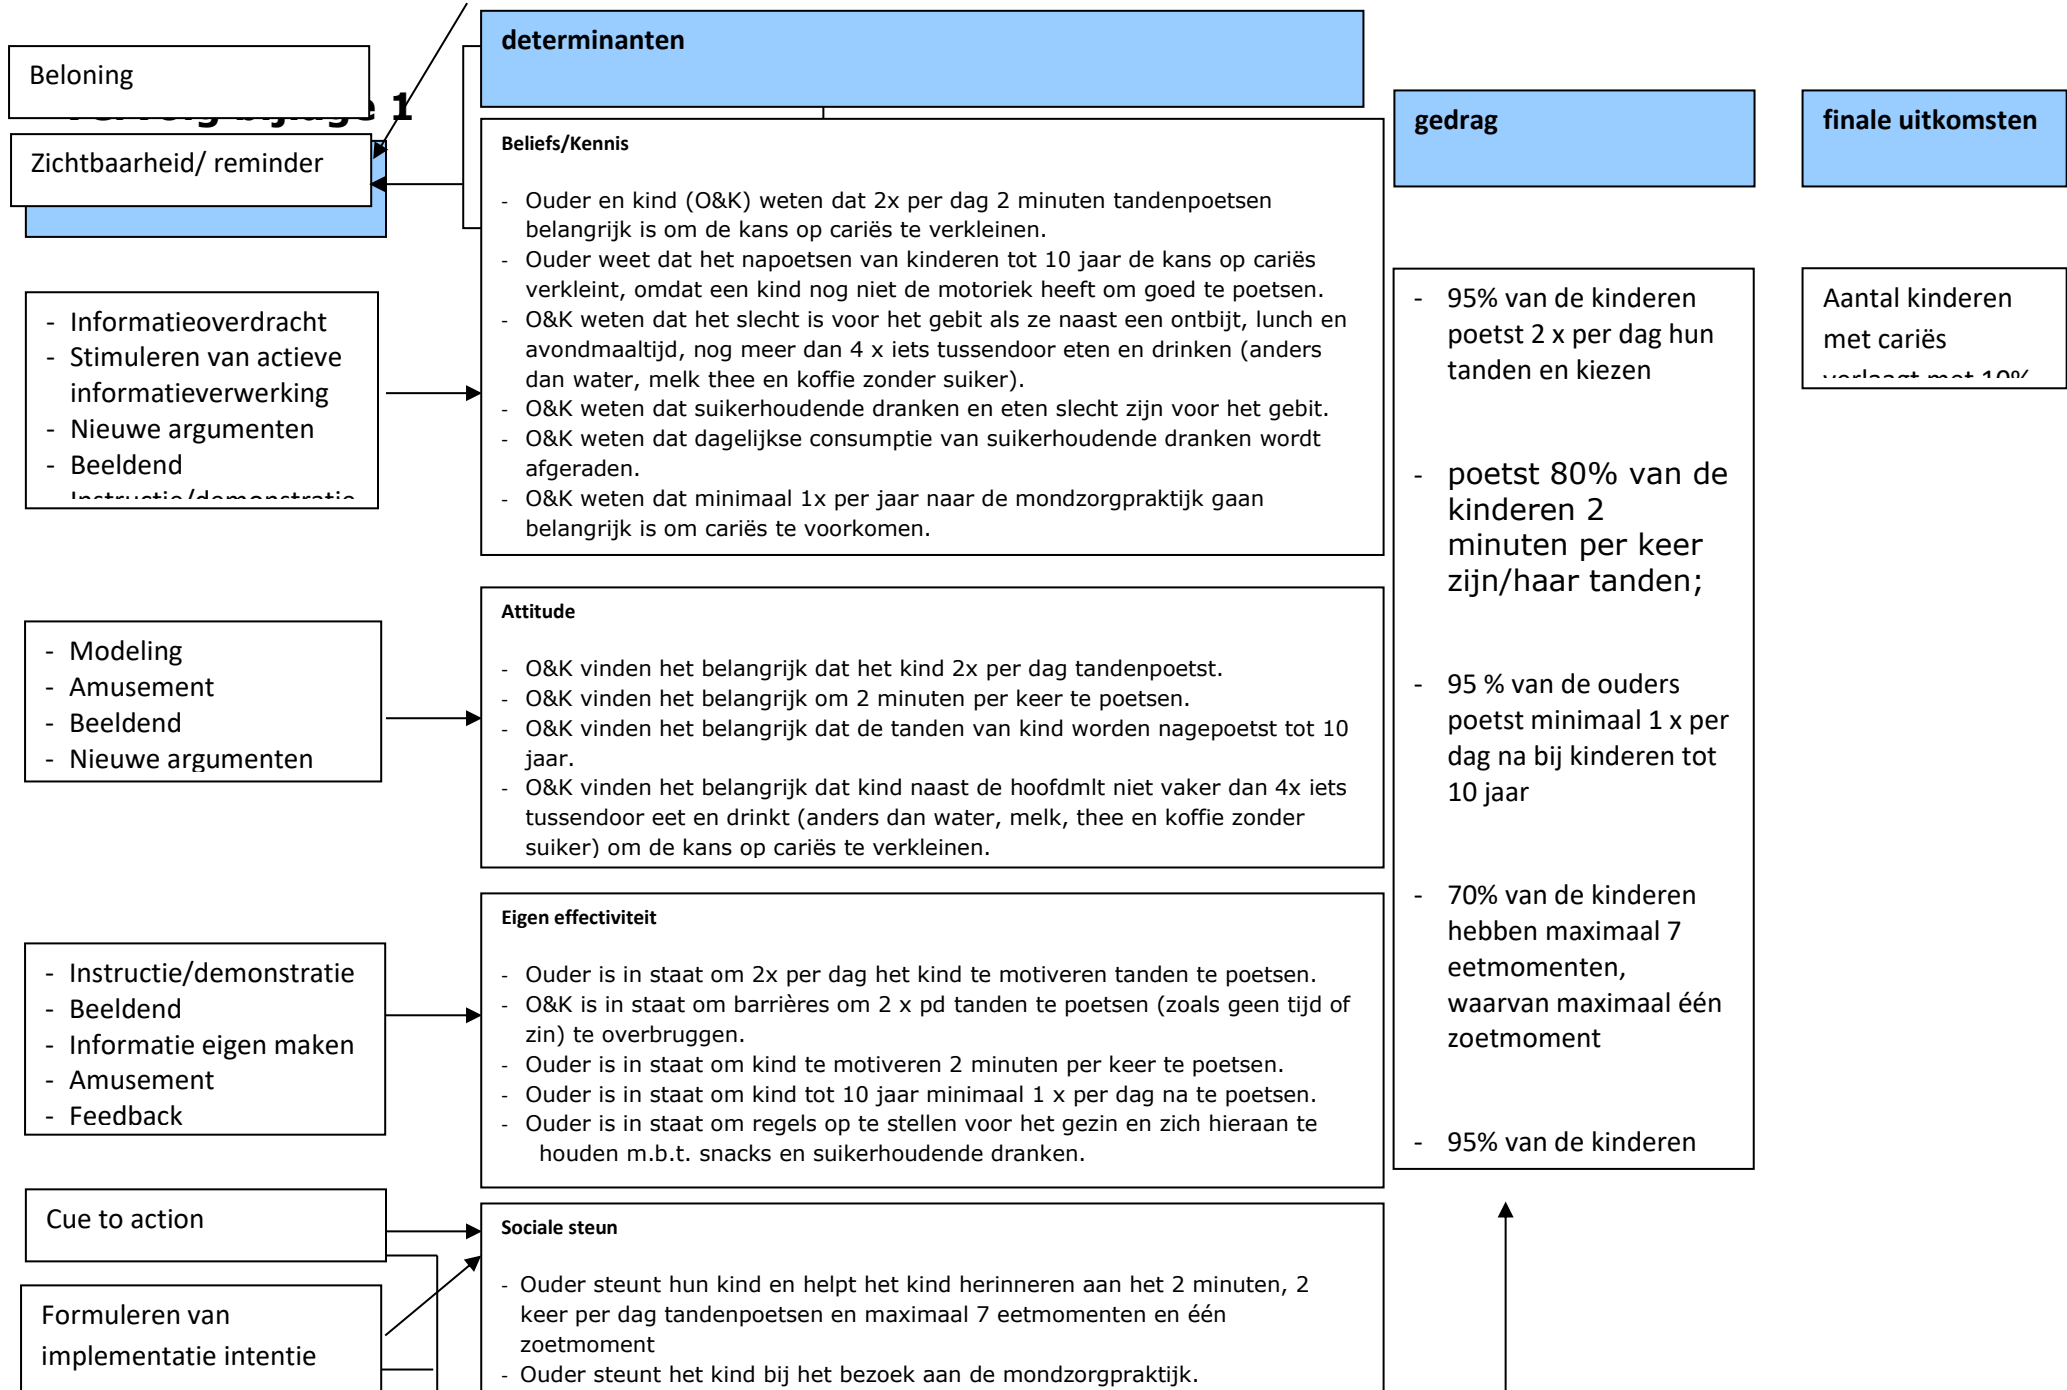 Beloning
1
Zichtbaarheid/ reminder
determinanten
gedrag
finale uitkomsten
- Informatieoverdracht
- Stimuleren van actieve
informatieverwerking
- Nieuwe argumenten
- Beeldend
Instructie/demonstratie
Beliefs/Kennis
- Ouder en kind (O&K) weten dat 2x per dag 2 minuten tandenpoetsen
belangrijk is om de kans op cariës te verkleinen.
- Ouder weet dat het napoetsen van kinderen tot 10 jaar de kans op cariës
verkleint, omdat een kind nog niet de motoriek heeft om goed te poetsen.
- O&K weten dat het slecht is voor het gebit als ze naast een ontbijt, lunch en
avondmaaltijd, nog meer dan 4 x iets tussendoor eten en drinken (anders
dan water, melk thee en koffie zonder suiker).
- O&K weten dat suikerhoudende dranken en eten slecht zijn voor het gebit.
- O&K weten dat dagelijkse consumptie van suikerhoudende dranken wordt
afgeraden.
- O&K weten dat minimaal 1x per jaar naar de mondzorgpraktijk gaan
belangrijk is om cariës te voorkomen.
- Modeling
- Amusement
- Beeldend
- Nieuwe argumenten
Attitude
- O&K vinden het belangrijk dat het kind 2x per dag tandenpoetst.
- O&K vinden het belangrijk om 2 minuten per keer te poetsen.
- O&K vinden het belangrijk dat de tanden van kind worden nagepoetst tot 10
jaar.
- O&K vinden het belangrijk dat kind naast de hoofdmlt niet vaker dan 4x iets
tussendoor eet en drinkt (anders dan water, melk, thee en koffie zonder
suiker) om de kans op cariës te verkleinen.
- Instructie/demonstratie
- Beeldend
- Informatie eigen maken
- Amusement
- Feedback
Eigen effectiviteit
- Ouder is in staat om 2x per dag het kind te motiveren tanden te poetsen.
- O&K is in staat om barrières om 2 x pd tanden te poetsen (zoals geen tijd of
zin) te overbruggen.
- Ouder is in staat om kind te motiveren 2 minuten per keer te poetsen.
- Ouder is in staat om kind tot 10 jaar minimaal 1 x per dag na te poetsen.
- Ouder is in staat om regels op te stellen voor het gezin en zich hieraan te
houden m.b.t. snacks en suikerhoudende dranken.
Cue to action
Formuleren van
implementatie intentie
Sociale steun
- Ouder steunt hun kind en helpt het kind herinneren aan het 2 minuten, 2
keer per dag tandenpoetsen en maximaal 7 eetmomenten en één
zoetmoment
- Ouder steunt het kind bij het bezoek aan de mondzorgpraktijk.
- 95% van de kinderen
poetst 2 x per dag hun
tanden en kiezen
- poetst 80% van de
kinderen 2
minuten per keer
zijn/haar tanden;
- 95 % van de ouders
poetst minimaal 1 x per
dag na bij kinderen tot
10 jaar
- 70% van de kinderen
hebben maximaal 7
eetmomenten,
waarvan maximaal één
zoetmoment
- 95% van de kinderen
Aantal kinderen
met cariës
verlaagt met 10%